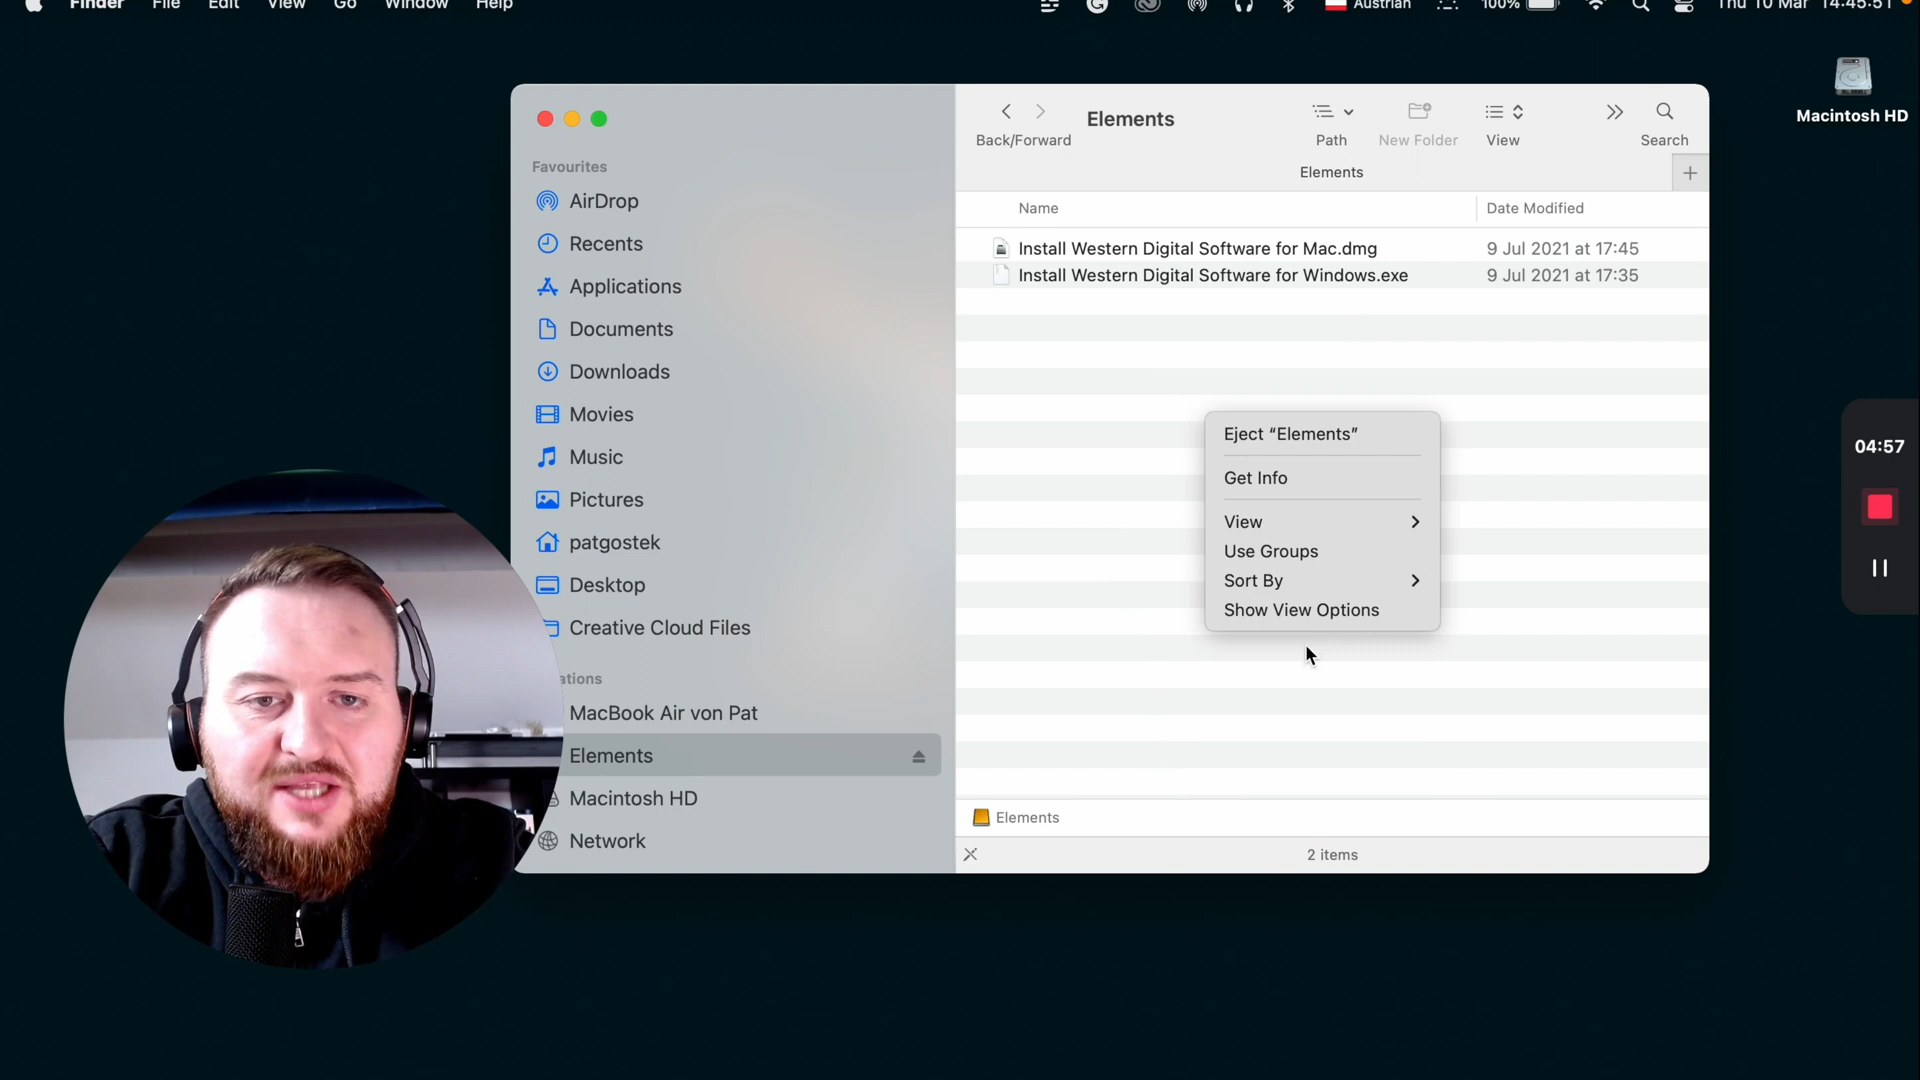 Finder File Edit View Go Window Help
100% Austrian Thu 10 Mar 14:45:51
Macintosh HD
Favourites
AirDrop
Recents
Applications
Documents
Downloads
Movies
Music
Pictures
patgostek
Desktop
Creative Cloud Files
ations
MacBook Air von Pat
Elements
Macintosh HD
Network
Back/Forward
Elements
Path
New Folder
View
Search
Elements
Name Date Modified
Install Western Digital Software for Mac.dmg 9 Jul 2021 at 17:45
Install Western Digital Software for Windows.exe 9 Jul 2021 at 17:35
Eject “Elements”
Get Info
View
Use Groups
Sort By
Show View Options
Elements
2 items
04:57